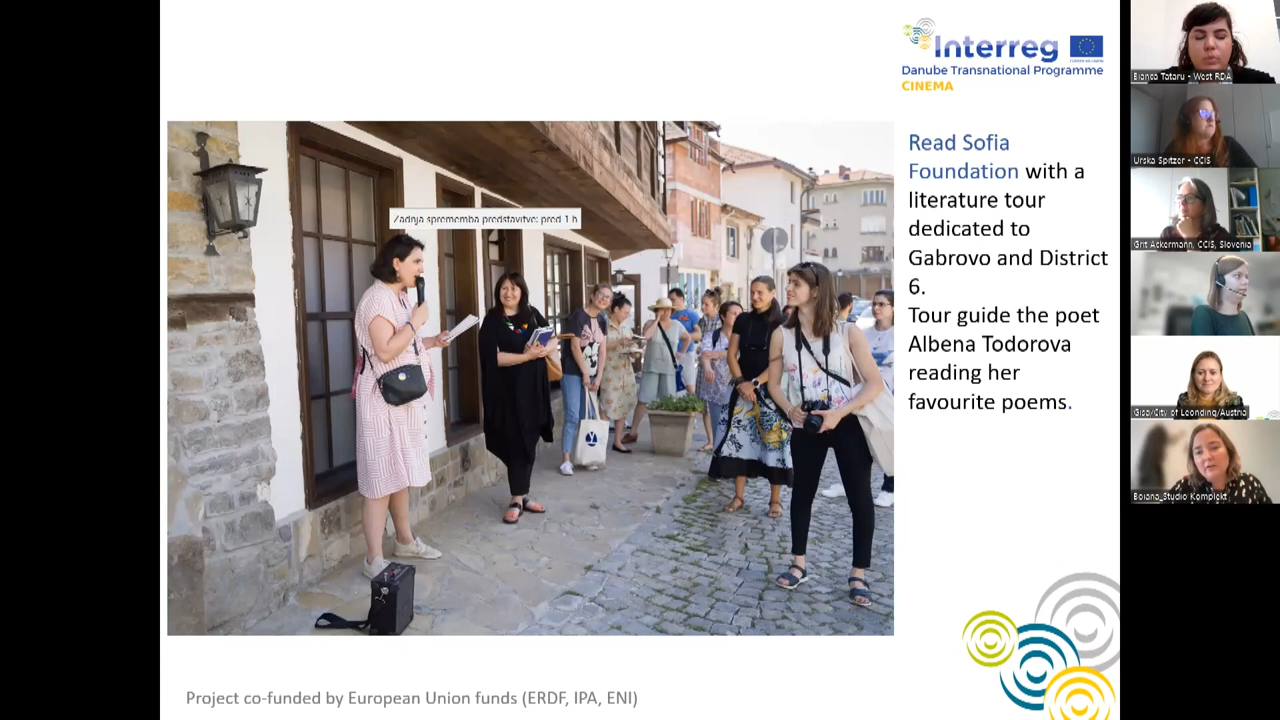 Interreg
Danube Transnational Programme
CINEMA
Read Sofia
Foundation with a
literature tour
dedicated to
Gabrovo and District
6.
Tour guide the poet
Albena Todorova
reading her
favourite poems.
Zadnja sprememba predstavitve: pred 1 h
Project co-funded by European Union funds (ERDF, IPA, ENI)
Bianca Tataru - West RDA
Urska Spitzer - CCIS
Grit Ackermann, CCIS, Slovenia
Gisa/City of Leonding/Austria
Boiana_Studio Komplekt